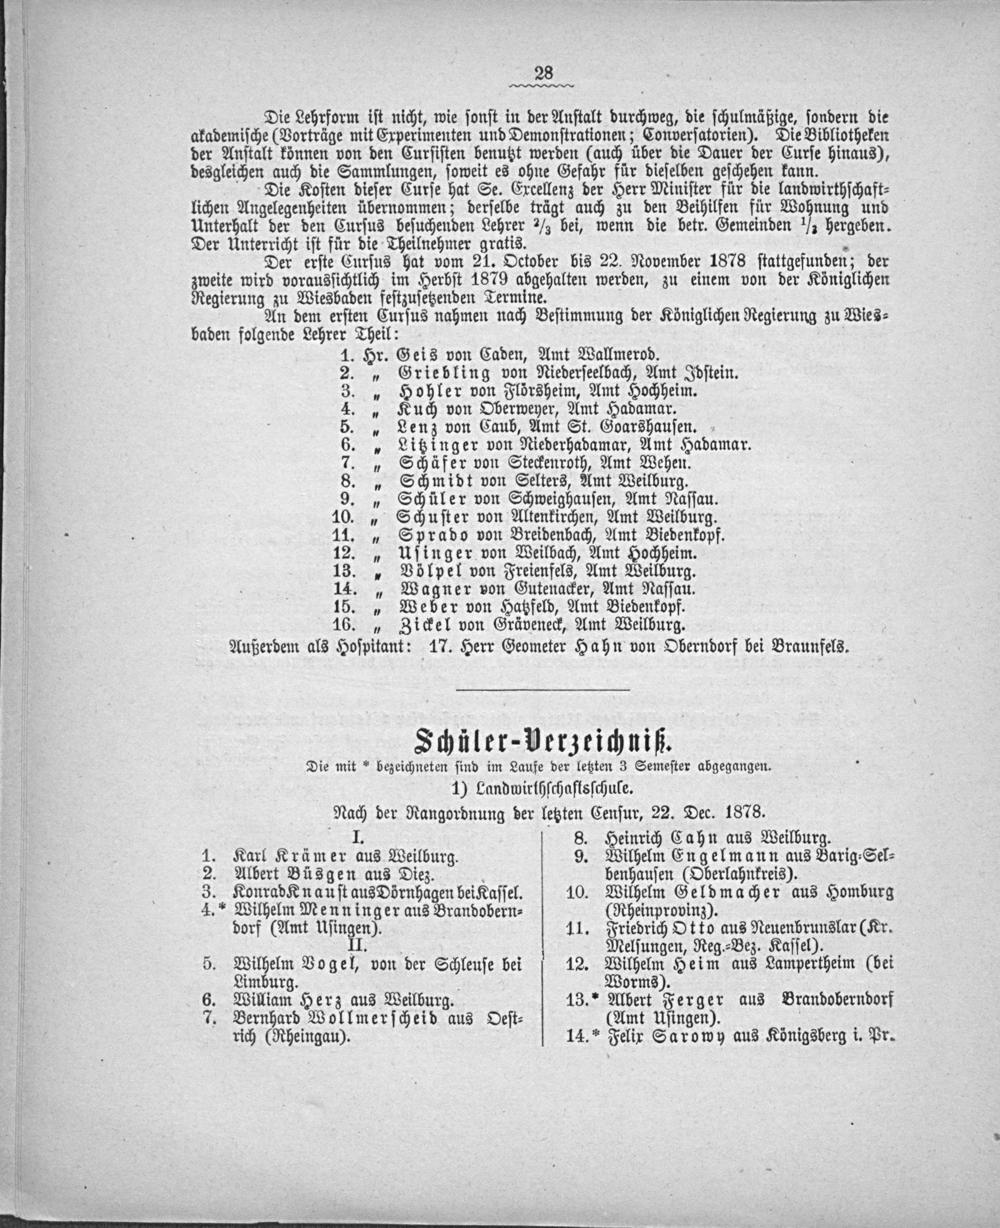 28
Die Lehrform ist nicht, wie sonst in der Anstalt durchweg, die schulmäßige, sondern die
akademische (Vorträge mit Experimenten und Demonstrationen; Conversatorien). Die Bibliotheken
der Anstalt können von den Cursisten benutzt werden (auch über die Dauer der Curse hinaus),
desgleichen auch die Sammlungen, soweit es ohne Gefahr für dieselben geschehen kann.
Die Kosten dieser Curse hat Se. Excellenz der Herr Minister für die landwirthschaft-
lichen Angelegenheiten übernommen; derselbe trägt auch zu den Beihilfen für Wohnung und
Unterhalt der den Cursus besuchenden Lehrer 2/3 bei, wenn die betr. Gemeinden 1/3 hergeben.
Der Unterricht ist für die Theilnehmer gratis.
Der erste Cursus hat vom 21. October bis 22. November 1878 stattgefunden; der
zweite wird voraussichtlich im Herbst 1879 abgehalten werden, zu einem von der Königlichen
Regierung zu Wiesbaden festzusetzenden Termine.
An dem ersten Cursus nahmen nach Bestimmung der Königlichen Regierung zu Wies-
baden folgende Lehrer Theil:
1. Hr. Geis von Caden, Amt Wallmerod.
2. „ Griebling von Niederseelbach, Amt Idstein.
3. „ Hohler von Flörsheim, Amt Hochheim.
4. „ Kuch von Oberweyer, Amt Hadamar.
5. „ Lenz von Caub, Amt St. Goarshausen.
6. „ Litzinger von Niederhadamar, Amt Hadamar.
7. „ Schäfer von Steckenroth, Amt Wehen.
8. „ Schmidt von Selters, Amt Weilburg.
9. „ Schüler von Schweighausen, Amt Nassau.
10. „ Schuster von Altenkirchen, Amt Weilburg.
11. „ Sprado von Breidenbach, Amt Biedenkopf.
12. „ Usinger von Weilbach, Amt Hochheim.
13. „ Völpel von Freienfels, Amt Weilburg.
14. „ Wagner von Gutenacker, Amt Nassau.
15. „ Weber von Hatzfeld, Amt Biedenkopf.
16. „ Zickel von Gräveneck, Amt Weilburg.
Außerdem als Hospitant: 17. Herr Geometer Hahn von Oberndorf bei Braunfels.
Schüler-Verzeichniß.
Die mit * bezeichneten sind im Laufe der letzten 3 Semester abgegangen.
1) Landwirthschaftsschule.
Nach der Rangordnung der letzten Censur, 22. Dec. 1878.
I.
1. Karl Krämer aus Weilburg.
2. Albert Büsgen aus Diez.
3. Konrad Knaust aus Dörnhagen bei Kassel.
4.* Wilhelm Menninger aus Brandobern-
dorf (Amt Usingen).
II.
5. Wilhelm Vogel, von der Schleuse bei
Limburg.
6. William Herz aus Weilburg.
7. Bernhard Wollmerscheid aus Oest-
rich (Rheingau).
8. Heinrich Cahn aus Weilburg.
9. Wilhelm Engelmann aus Barig-Sel-
benhausen (Oberlahnkreis).
10. Wilhelm Geldmacher aus Homburg
(Rheinprovinz).
11. Friedrich Otto aus Neuenbrunslar (Kr.
Melsungen, Reg.-Bez. Kassel).
12. Wilhelm Heim aus Lampertheim (bei
Worms).
13.* Albert Ferger aus Brandoberndorf
(Amt Usingen).
14.* Felix Sarowy aus Königsberg i. Pr.